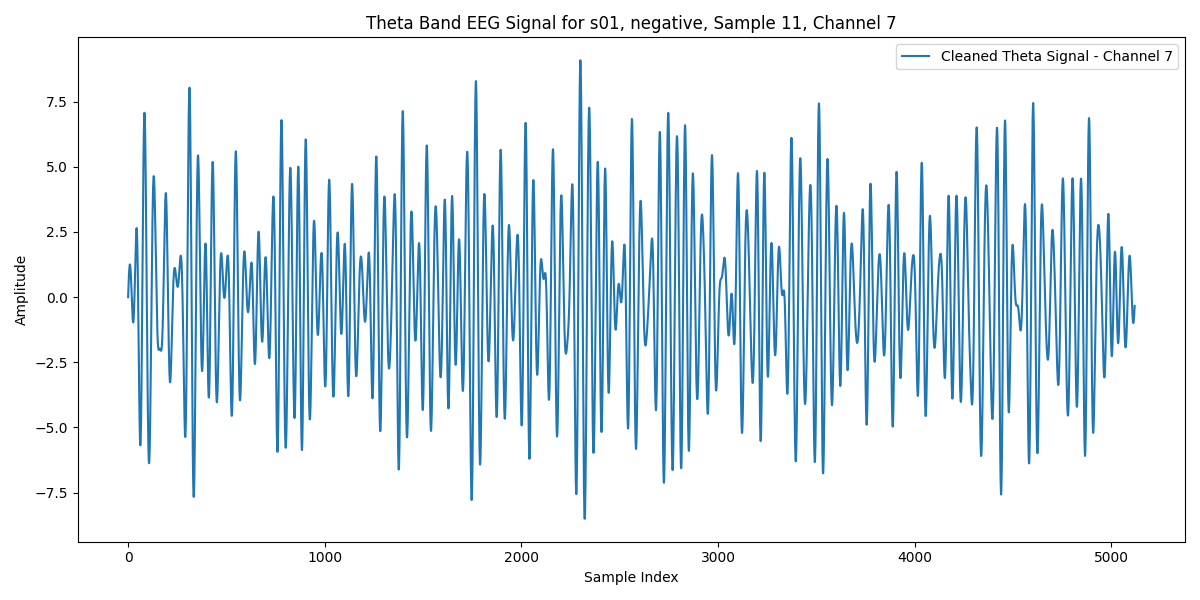 Theta Band EEG Signal for s01, negative, Sample 11, Channel 7
Cleaned Theta Signal - Channel 7
7.5
5.0
2.5
0.0
−2.5
−5.0
−7.5
Amplitude
0 1000 2000 3000 4000 5000
Sample Index